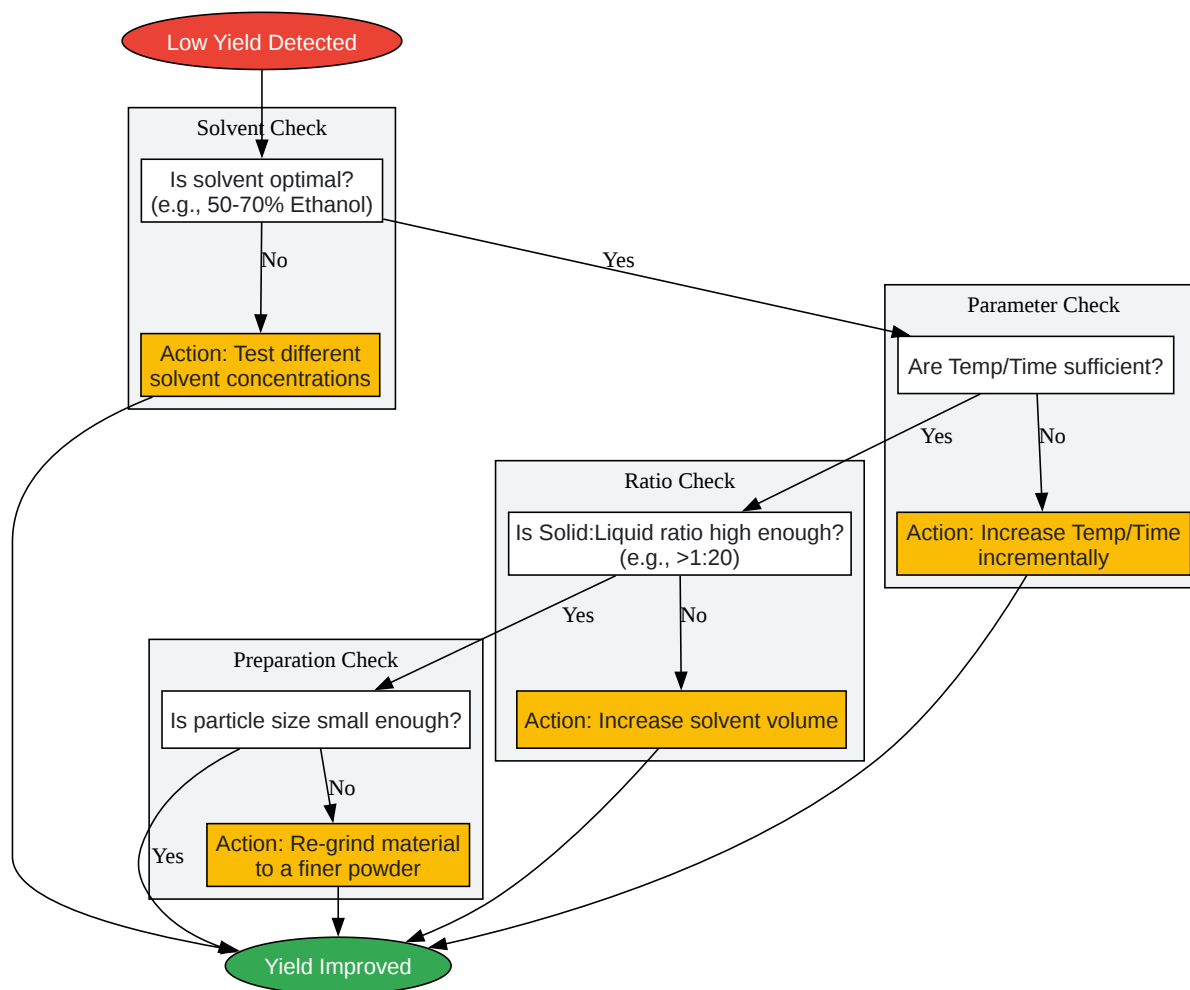 Low Yield Detected
Solvent Check
Is solvent optimal?
(e.g., 50-70% Ethanol)
No
Yes
Action: Test different
solvent concentrations
Parameter Check
Are Temp/Time sufficient?
Yes
No
Action: Increase Temp/Time
incrementally
Ratio Check
Is Solid:Liquid ratio high enough?
(e.g., >1:20)
Yes
No
Action: Increase solvent volume
Preparation Check
Is particle size small enough?
No
Yes
Action: Re-grind material
to a finer powder
Yield Improved